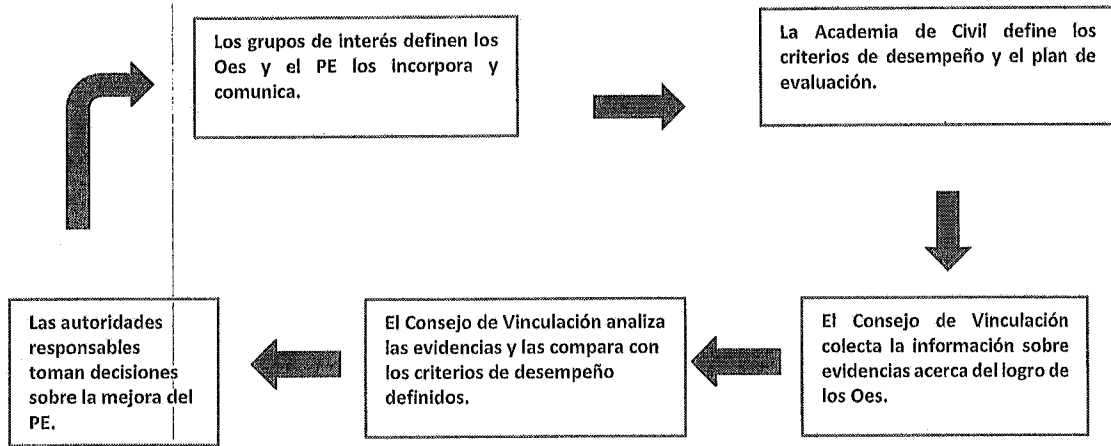 Los grupos de interés definen los
Oes y el PE los incorpora y
comunica.
La Academia de Civil define los
criterios de desempeño y el plan de
evaluación.
El Consejo de Vinculación
colecta la información sobre
evidencias acerca del logro de
los Oes.
El Consejo de Vinculación analiza
las evidencias y las compara con
los criterios de desempeño
definidos.
Las autoridades
responsables
toman decisiones
sobre la mejora del
PE.